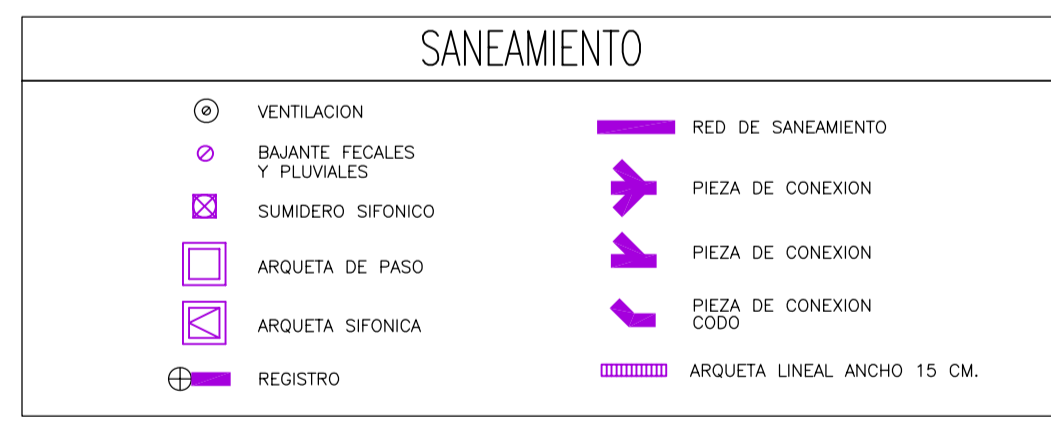 SANEAMIENTO
VENTILACION
BAJANTE FECALES
Y PLUVIALES
SUMIDERO SIFONICO
ARQUETA DE PASO
ARQUETA SIFONICA
REGISTRO
RED DE SANEAMIENTO
PIEZA DE CONEXION
PIEZA DE CONEXION
PIEZA DE CONEXION
CODO
ARQUETA LINEAL ANCHO 15 CM.